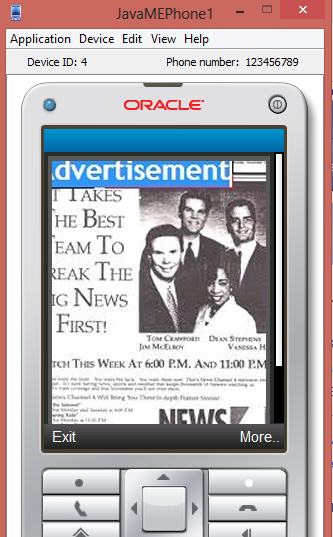 JavaMEPhone1
Application Device Edit View Help
Device ID: 4 Phone number: 123456789
ORACLE
dvertisement
T TAKES
HE BEST
EAM TO
REAK THE
IG NEWS
FIRST!
TOM CRAWFORD DEAN STEPHENS
JIM MCELROY VANESSA H
TCH THIS WEEK AT 6:00 P.M. AND 11:00 P.M
NEWS
Exit More..